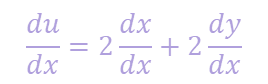 du/dx = 2 dx/dx + 2 dy/dx